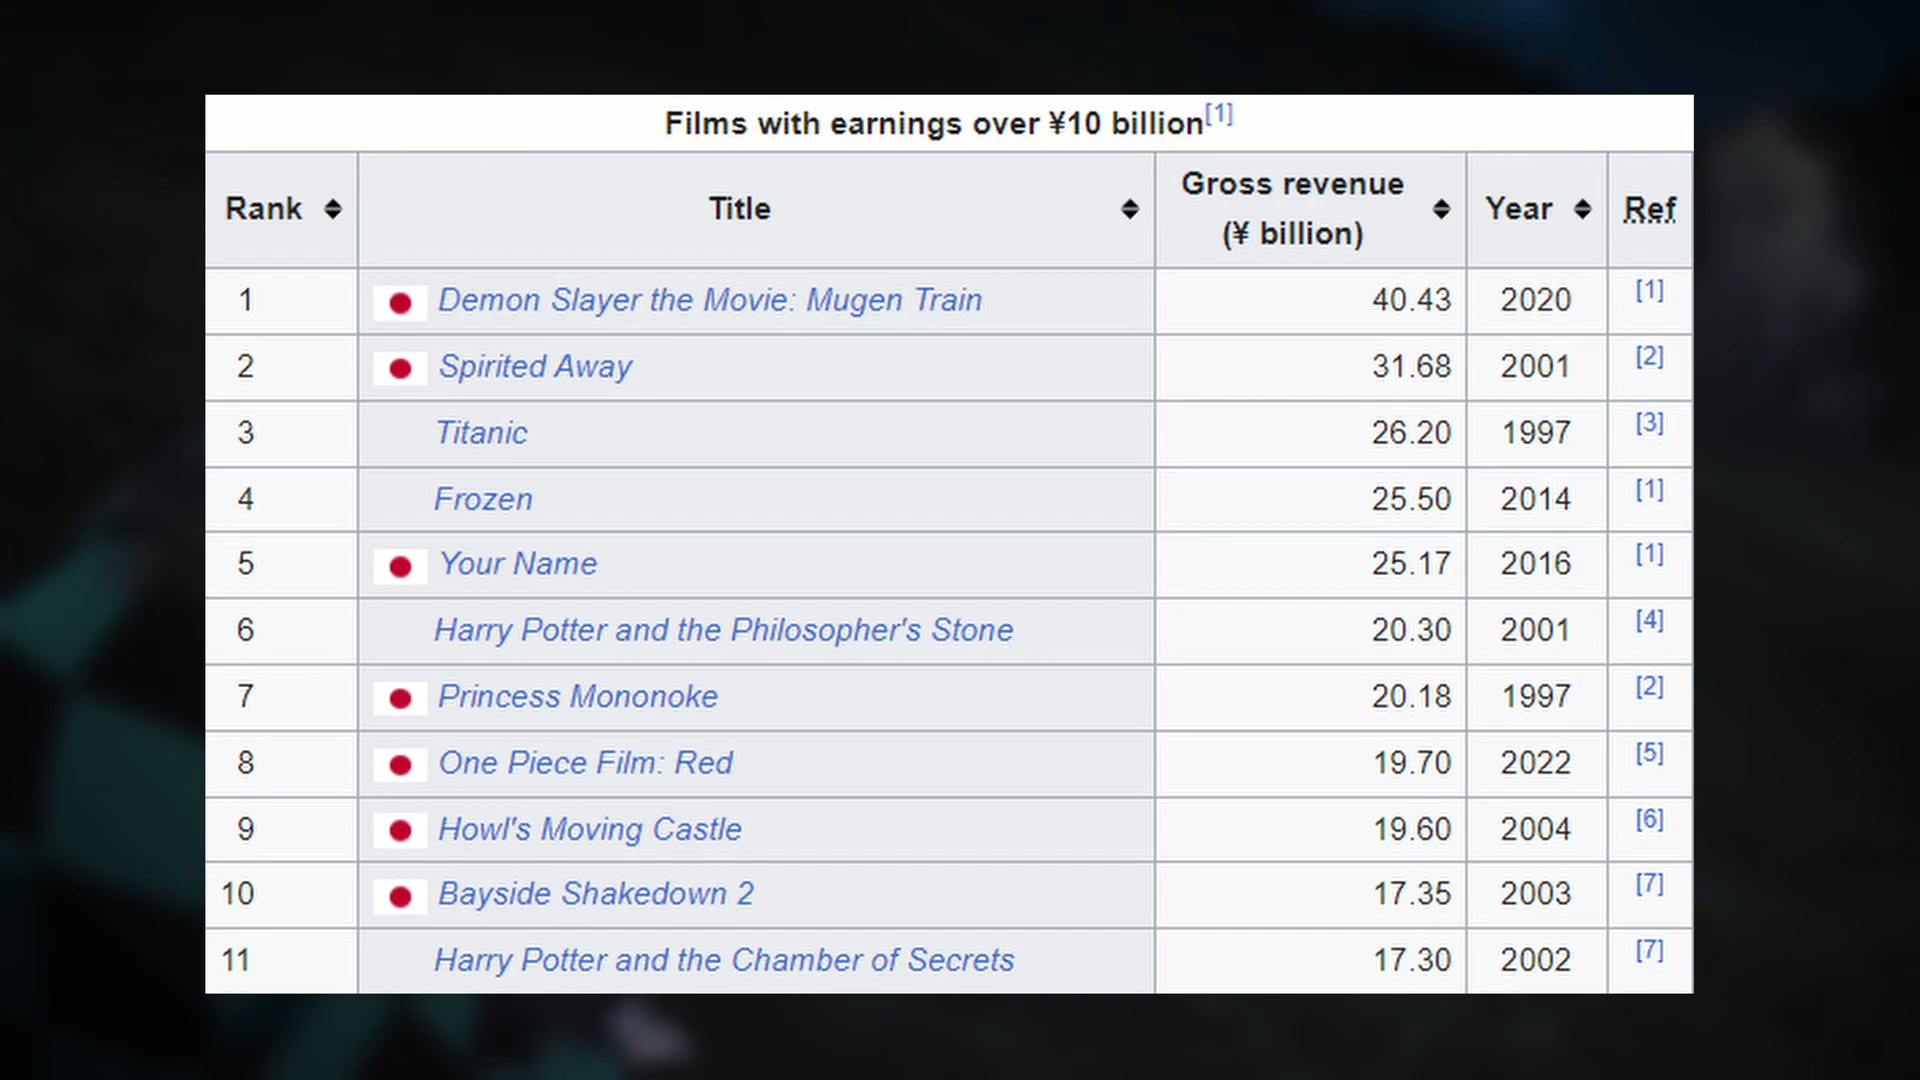 Films with earnings over ¥10 billion[1]
Rank Title Gross revenue (¥ billion) Year Ref
1 Demon Slayer the Movie: Mugen Train 40.43 2020 [1]
2 Spirited Away 31.68 2001 [2]
3 Titanic 26.20 1997 [3]
4 Frozen 25.50 2014 [1]
5 Your Name 25.17 2016 [1]
6 Harry Potter and the Philosopher's Stone 20.30 2001 [4]
7 Princess Mononoke 20.18 1997 [2]
8 One Piece Film: Red 19.70 2022 [5]
9 Howl's Moving Castle 19.60 2004 [6]
10 Bayside Shakedown 2 17.35 2003 [7]
11 Harry Potter and the Chamber of Secrets 17.30 2002 [7]